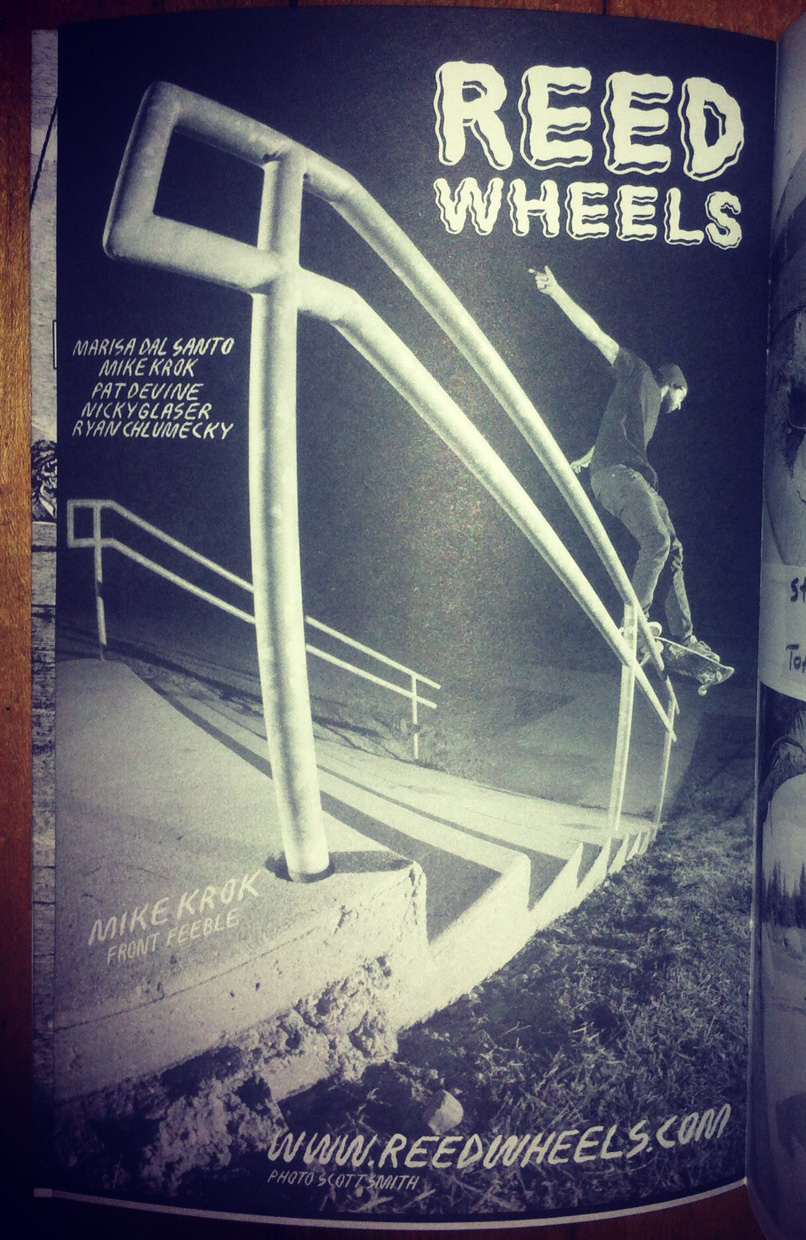 REED
WHEELS
MARISA DAL SANTO
MIKE KROK
PAT DEVINE
NICKY GLASER
RYAN CHLUMECKY
MIKE KROK
FRONT FEEBLE
WWW.REEDWHEELS.COM
PHOTO SCOTT SMITH